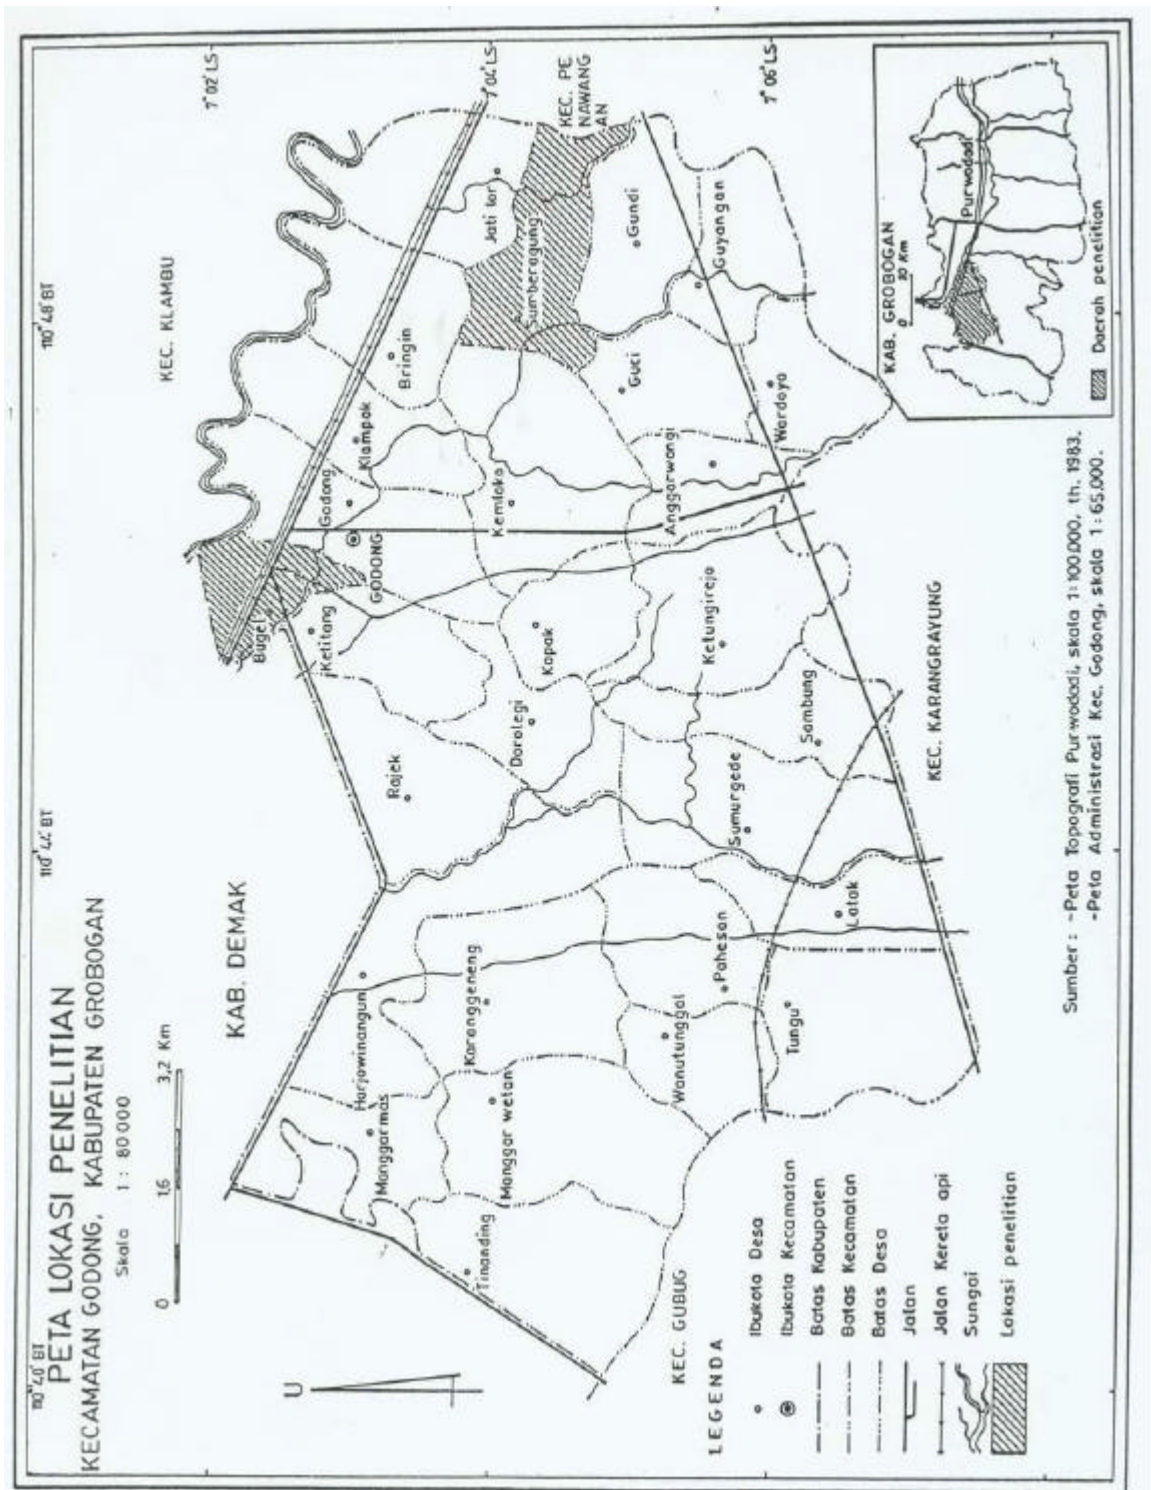 PETA LOKASI PENELITIAN
KECAMATAN GODONG, KABUPATEN GROBOGAN
Skala 1 : 80000
0 1,6 3,2 Km
110°40' BT
110°44' BT
110°48' BT
7°02' LS
7°04' LS
7°06' LS
U
KAB. DEMAK
KEC. KLAMBU
KEC. PE
NAWANG
AN
KEC. GUBUG
KEC. KARANGRAYUNG
Bugel
Ketitang
GODONG
Godong
Klampok
Bringin
Jati lor
Sumberagung
Gundi
Guyangan
Guci
Wardoyo
Anggarwangi
Kemloko
Kopak
Dorolegi
Rajek
Ketungirejo
Sambung
Sumurgede
Latak
Pahesan
Tungu
Wanutunggal
Karanggeneng
Harjowinangun
Manggarmas
Manggar wetan
Tinanding
LEGENDA
Ibukota Desa
Ibukota Kecamatan
Batas Kabupaten
Batas Kecamatan
Batas Desa
Jalan
Jalan Kereta api
Sungai
Lokasi penelitian
KAB. GROBOGAN
0 10 Km
Purwodadi
Daerah penelitian
Sumber : -Peta Topografi Purwodadi, skala 1:100.000, th. 1983.
-Peta Administrasi Kec. Godong, skala 1:65.000.